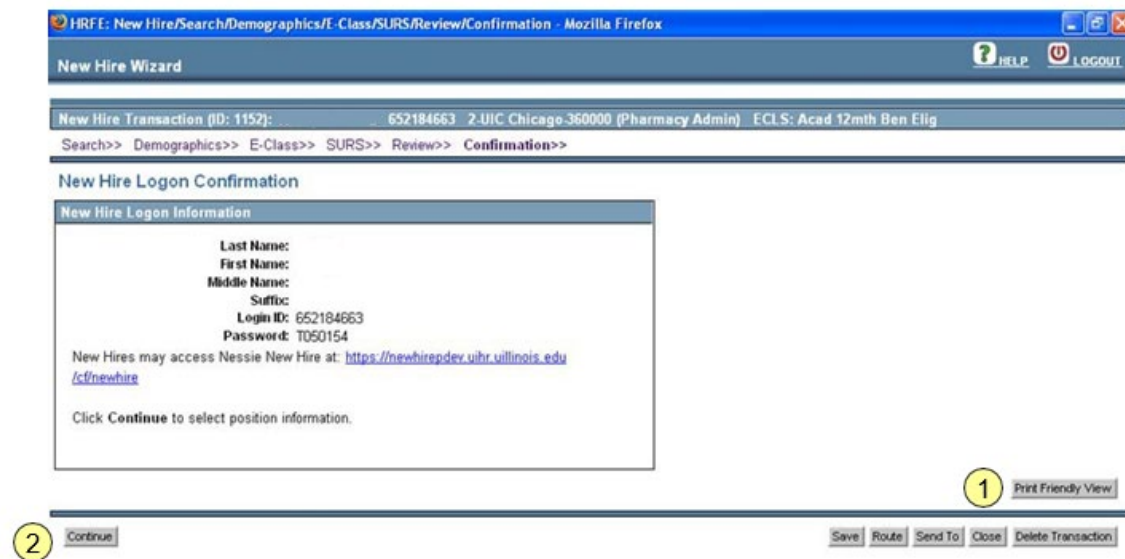 HRFE: New Hire/Search/Demographics/E-Class/SURS/Review/Confirmation - Mozilla Firefox
New Hire Wizard
? HELP LOGOUT
New Hire Transaction (ID: 1152): 652184663 2-UIC Chicago-360000 (Pharmacy Admin) ECLS: Acad 12mth Ben Elig
Search>> Demographics>> E-Class>> SURS>> Review>> Confirmation>>
New Hire Logon Confirmation
New Hire Logon Information
Last Name:
First Name:
Middle Name:
Suffix:
Login ID: 652184663
Password: T050154
New Hires may access Nessie New Hire at: https://newhirepdev.uihr.uillinois.edu
/cf/newhire
Click Continue to select position information.
1 Print Friendly View
2 Continue Save Route Send To Close Delete Transaction